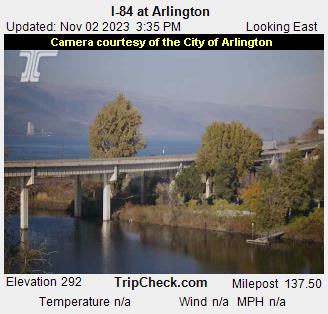 I-84 at Arlington
Updated: Nov 02 2023 3:35 PM Looking East
Camera courtesy of the City of Arlington
Elevation 292 TripCheck.com Milepost 137.50
Temperature n/a Wind n/a MPH n/a